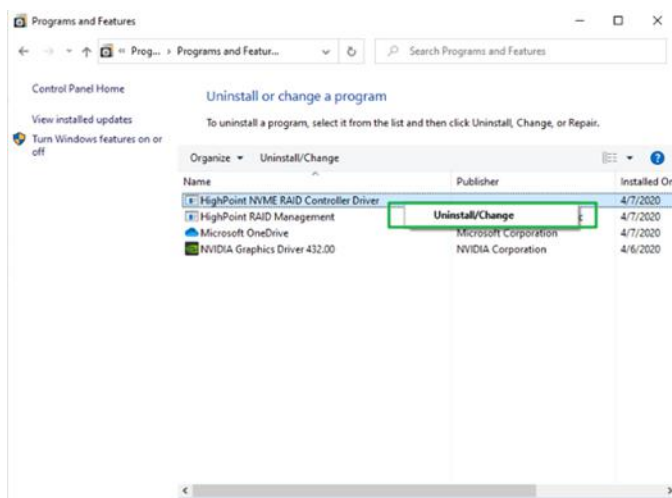 Programs and Features
« Prog... › Programs and Featur...
Search Programs and Features
Control Panel Home
View installed updates
Turn Windows features on or
off
Uninstall or change a program
To uninstall a program, select it from the list and then click Uninstall, Change, or Repair.
Organize Uninstall/Change
Name Publisher Installed Or
HighPoint NVME RAID Controller Driver 4/7/2020
Uninstall/Change
HighPoint RAID Management 4/7/2020
Microsoft OneDrive Microsoft Corporation 4/7/2020
NVIDIA Graphics Driver 432.00 NVIDIA Corporation 4/6/2020